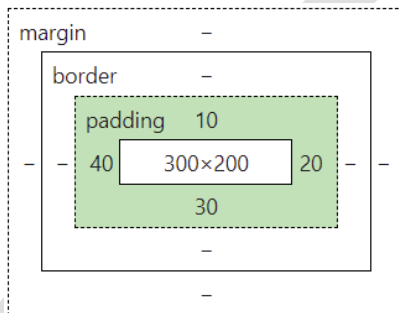 margin –
border –
padding 10
– – 40 300×200 20 – –
30
–
–